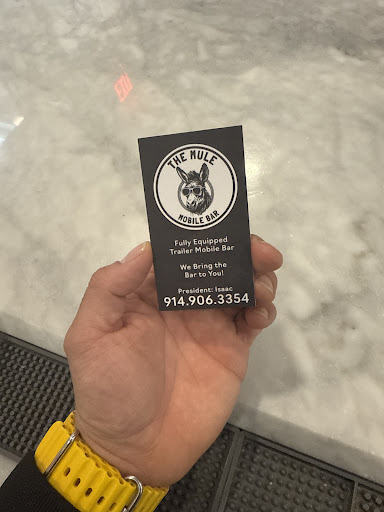 THE MULE
MOBILE BAR
Fully Equipped
Trailer Mobile Bar
We Bring the
Bar to You!
President: Isaac
914.906.3354